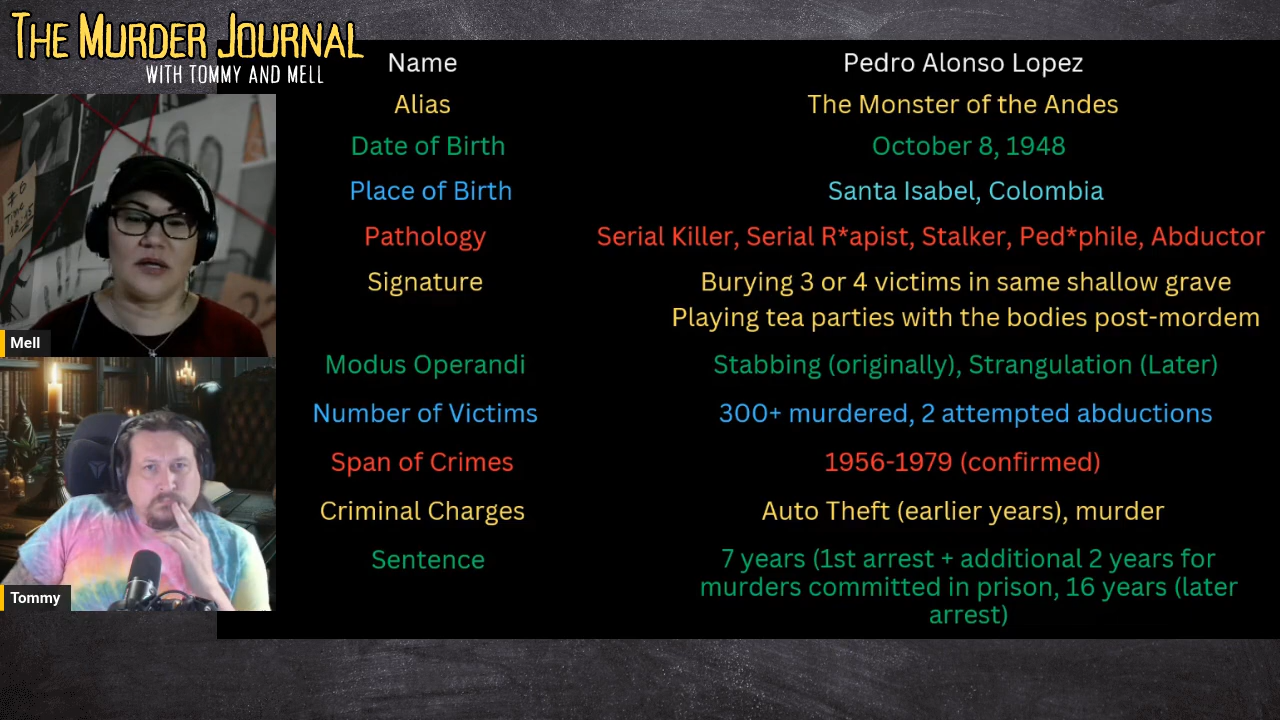 THE MURDER JOURNAL
WITH TOMMY AND MELL
Name Pedro Alonso Lopez
Alias The Monster of the Andes
Date of Birth October 8, 1948
Place of Birth Santa Isabel, Colombia
Pathology Serial Killer, Serial R*apist, Stalker, Ped*phile, Abductor
Signature Burying 3 or 4 victims in same shallow grave
Playing tea parties with the bodies post-mordem
Modus Operandi Stabbing (originally), Strangulation (Later)
Number of Victims 300+ murdered, 2 attempted abductions
Span of Crimes 1956-1979 (confirmed)
Criminal Charges Auto Theft (earlier years), murder
Sentence 7 years (1st arrest + additional 2 years for
murders committed in prison, 16 years (later
arrest)
Mell
Tommy